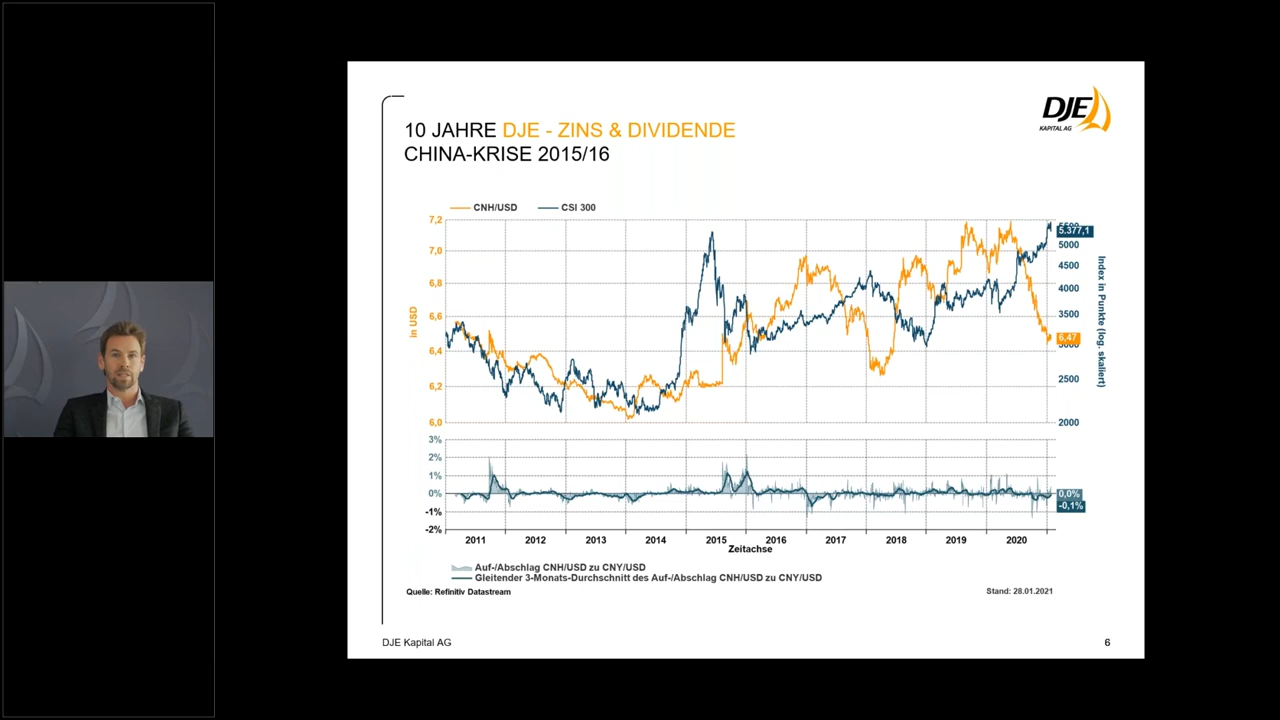 DJE
KAPITAL AG
10 JAHRE DJE - ZINS & DIVIDENDE
CHINA-KRISE 2015/16
CNH/USD
CSI 300
7,2
7,0
6,8
6,6
6,4
6,2
6,0
in USD
5500
5.377,1
5000
4500
4000
3500
6,47
3000
2500
2000
Index in Punkte (log. skaliert)
3%
2%
1%
0%
-1%
-2%
0,0%
-0,1%
2011 2012 2013 2014 2015 2016 2017 2018 2019 2020
Zeitachse
Auf-/Abschlag CNH/USD zu CNY/USD
Gleitender 3-Monats-Durchschnitt des Auf-/Abschlag CNH/USD zu CNY/USD
Quelle: Refinitiv Datastream
Stand: 28.01.2021
DJE Kapital AG
6